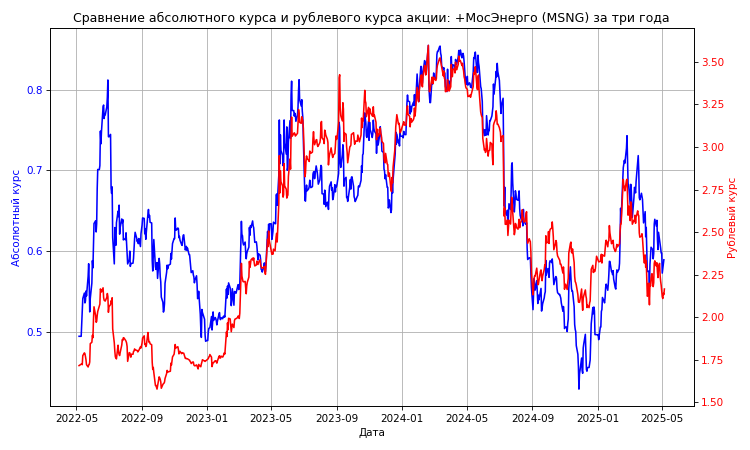 Сравнение абсолютного курса и рублевого курса акции: +МосЭнерго (MSNG) за три года
0.8
0.7
0.6
0.5
Абсолютный курс
3.50
3.25
3.00
2.75
2.50
2.25
2.00
1.75
1.50
Рублевый курс
2022-05 2022-09 2023-01 2023-05 2023-09 2024-01 2024-05 2024-09 2025-01 2025-05
Дата